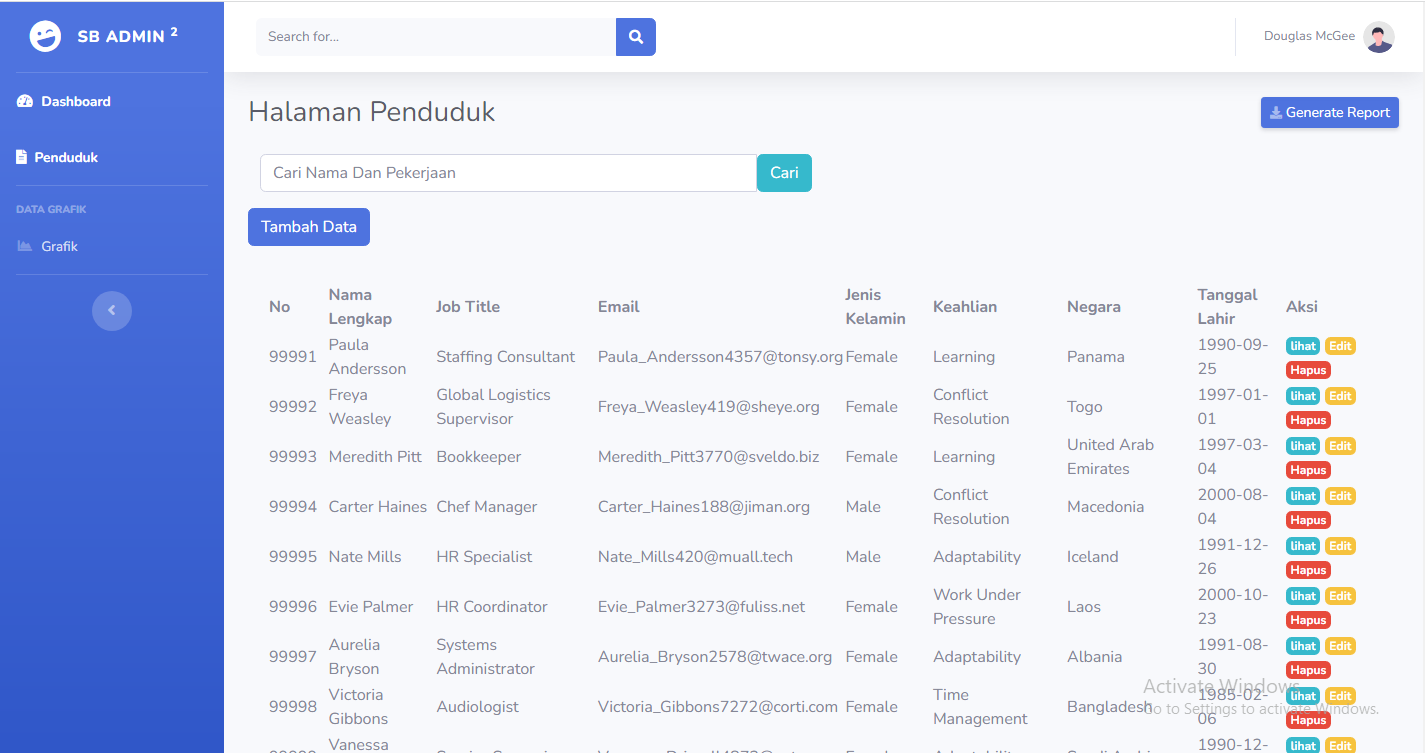 SB ADMIN 2
Search for...
Douglas McGee
Dashboard
Penduduk
DATA GRAFIK
Grafik
Halaman Penduduk
Generate Report
Cari Nama Dan Pekerjaan
Cari
Tambah Data
No Nama Lengkap Job Title Email Jenis Kelamin Keahlian Negara Tanggal Lahir Aksi
99991 Paula Andersson Staffing Consultant Paula_Andersson4357@tonsy.org Female Learning Panama 1990-09-25 lihat Edit Hapus
99992 Freya Weasley Global Logistics Supervisor Freya_Weasley419@sheye.org Female Conflict Resolution Togo 1997-01-01 lihat Edit Hapus
99993 Meredith Pitt Bookkeeper Meredith_Pitt3770@sveldo.biz Female Learning United Arab Emirates 1997-03-04 lihat Edit Hapus
99994 Carter Haines Chef Manager Carter_Haines188@jiman.org Male Conflict Resolution Macedonia 2000-08-04 lihat Edit Hapus
99995 Nate Mills HR Specialist Nate_Mills420@muall.tech Male Adaptability Iceland 1991-12-26 lihat Edit Hapus
99996 Evie Palmer HR Coordinator Evie_Palmer3273@fuliss.net Female Work Under Pressure Laos 2000-10-23 lihat Edit Hapus
99997 Aurelia Bryson Systems Administrator Aurelia_Bryson2578@twace.org Female Adaptability Albania 1991-08-30 lihat Edit Hapus
99998 Victoria Gibbons Audiologist Victoria_Gibbons7272@corti.com Female Time Management Bangladesh 1985-02-06 lihat Edit Hapus
Vanessa 1990-12- lihat Edit
Activate Windows
Go to Settings to activate Windows.